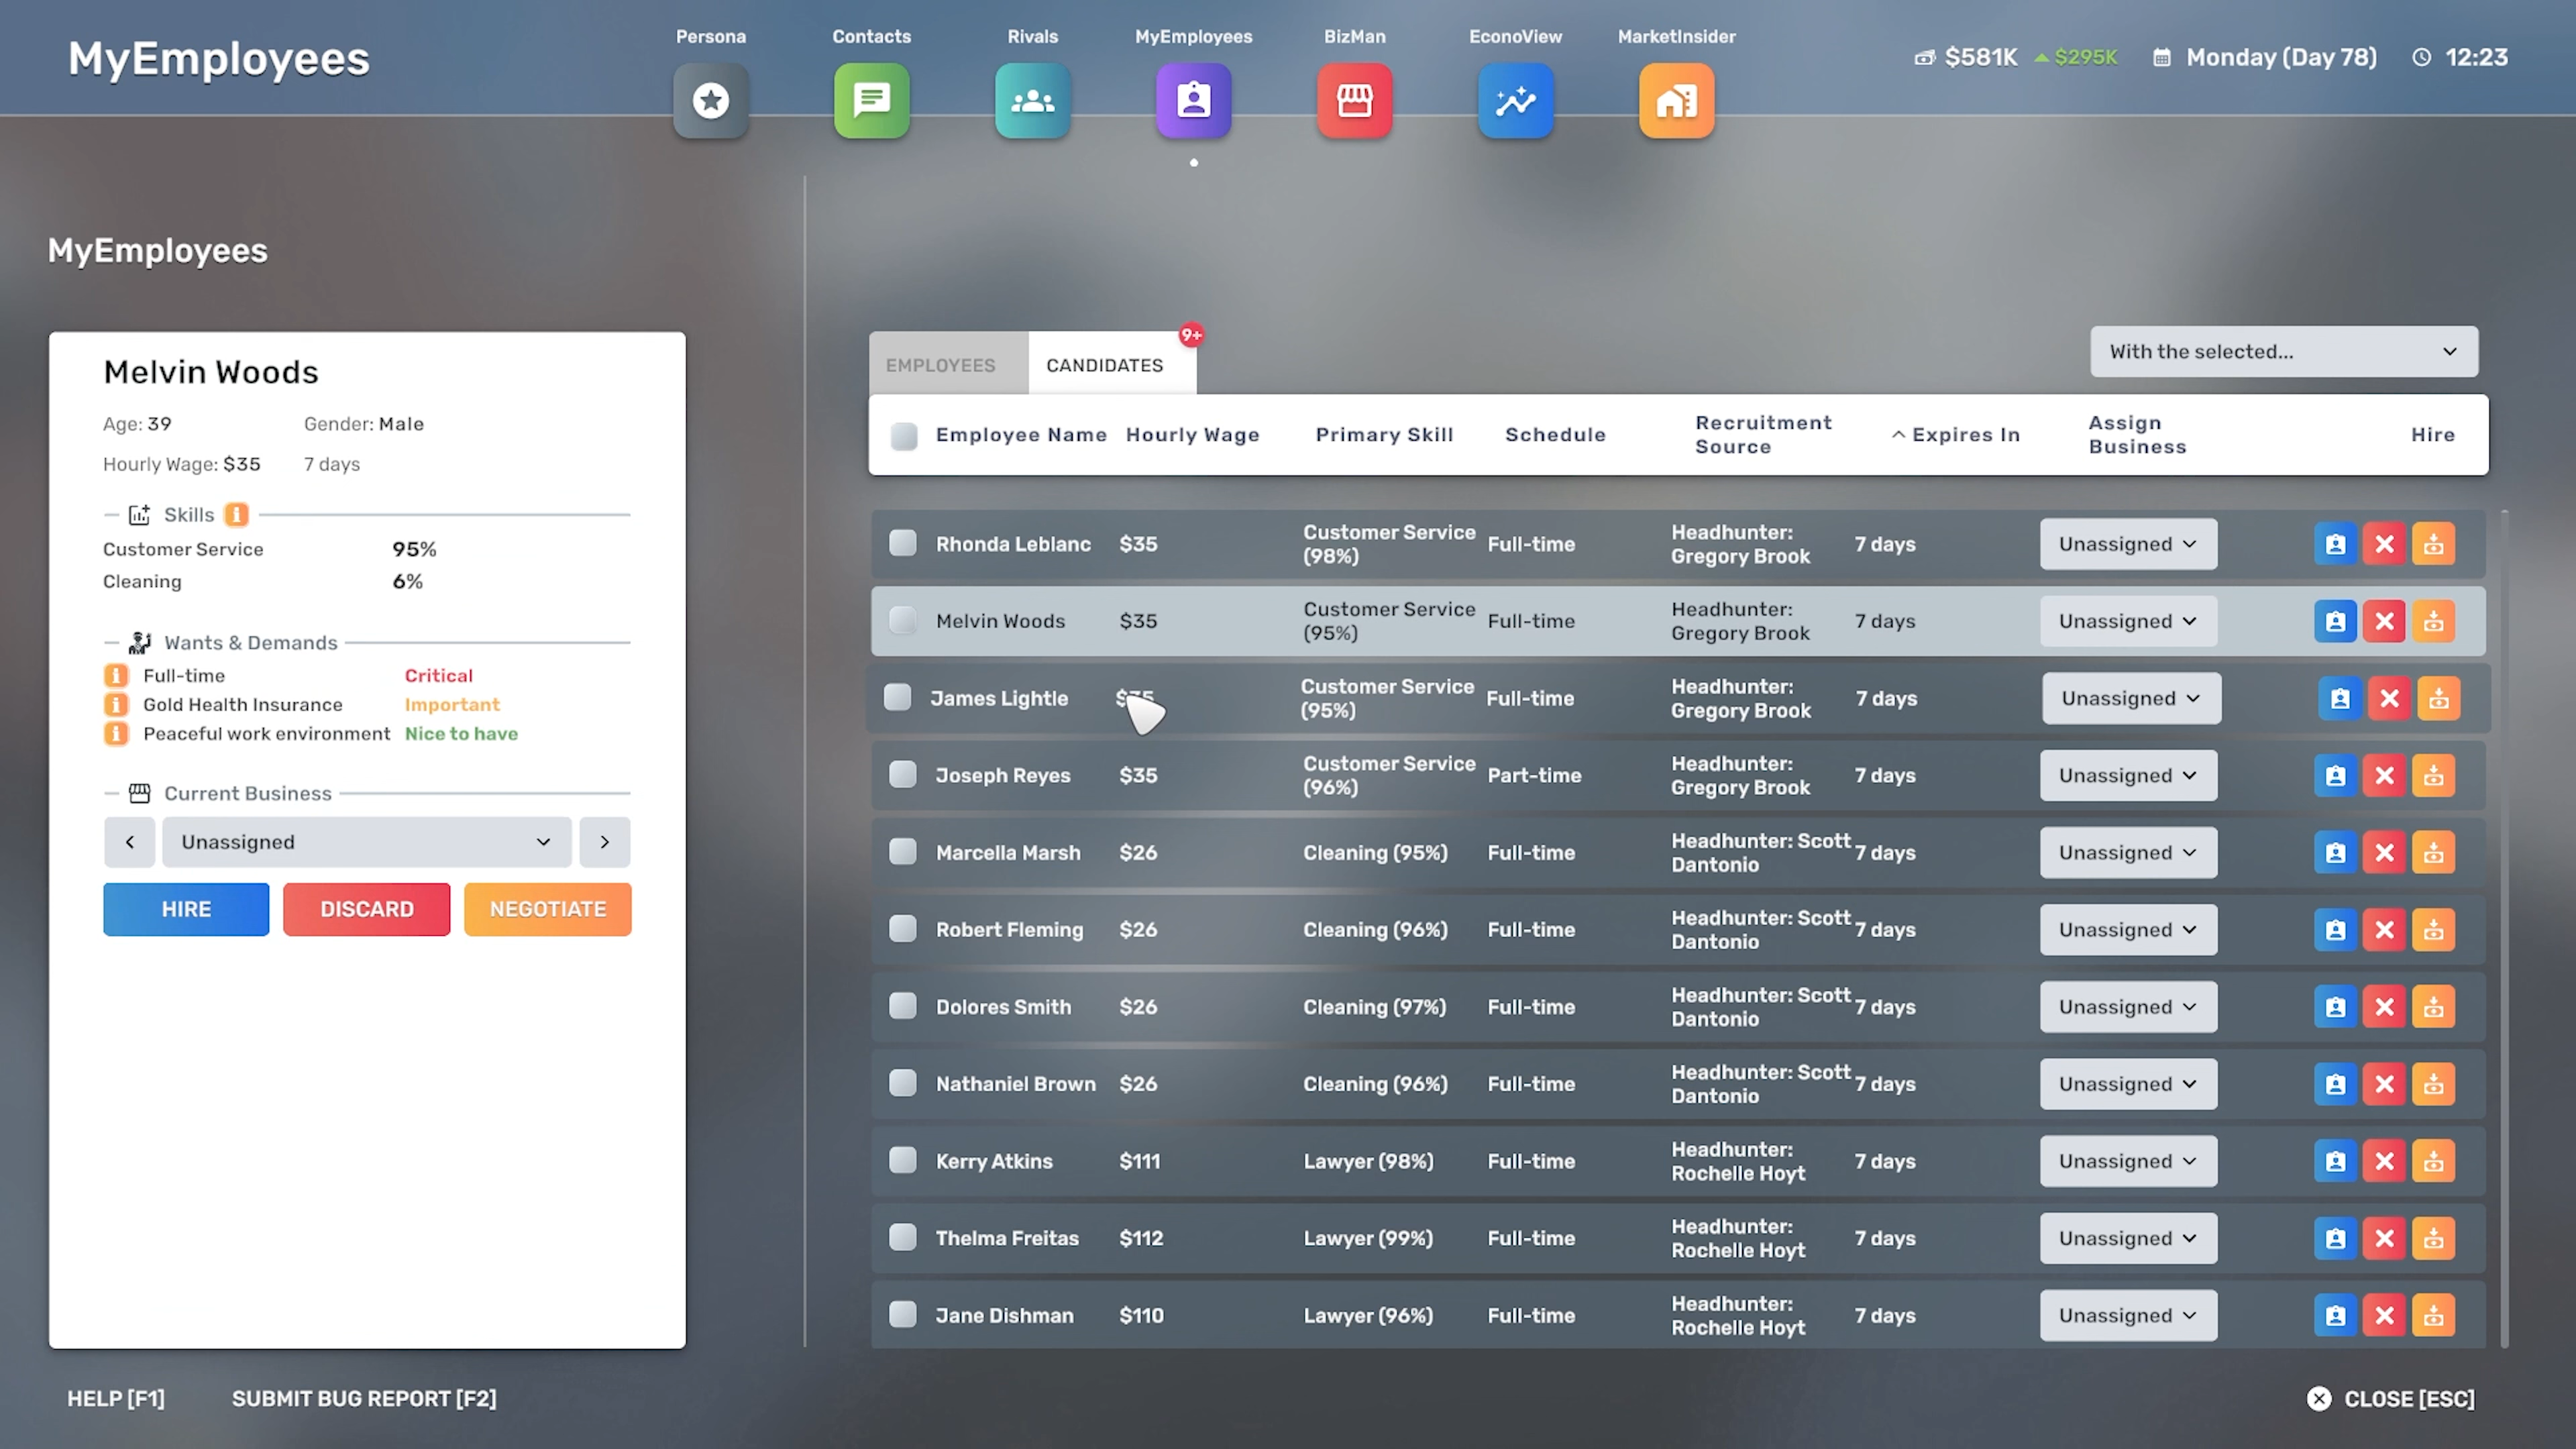 MyEmployees
Persona
Contacts
Rivals
MyEmployees
BizMan
EconoView
MarketInsider
$581K
$295K
Monday (Day 78)
12:23
MyEmployees
Melvin Woods
Age: 39 Gender: Male
Hourly Wage: $35 7 days
Skills
Customer Service 95%
Cleaning 6%
Wants & Demands
Full-time Critical
Gold Health Insurance Important
Peaceful work environment Nice to have
Current Business
Unassigned
HIRE DISCARD NEGOTIATE
EMPLOYEES
CANDIDATES
9+
With the selected...
Employee Name
Hourly Wage
Primary Skill
Schedule
Recruitment
Source
Expires In
Assign
Business
Hire
Rhonda Leblanc $35 Customer Service
(98%)
Full-time
Headhunter:
Gregory Brook
7 days
Unassigned
Melvin Woods $35 Customer Service
(95%)
Full-time
Headhunter:
Gregory Brook
7 days
Unassigned
James Lightle
Customer Service
(95%)
Full-time
Headhunter:
Gregory Brook
7 days
Unassigned
Joseph Reyes $35 Customer Service
(96%)
Part-time
Headhunter:
Gregory Brook
7 days
Unassigned
Marcella Marsh $26 Cleaning (95%) Full-time
Headhunter: Scott
Dantonio
7 days
Unassigned
Robert Fleming $26 Cleaning (96%) Full-time
Headhunter: Scott
Dantonio
7 days
Unassigned
Dolores Smith $26 Cleaning (97%) Full-time
Headhunter: Scott
Dantonio
7 days
Unassigned
Nathaniel Brown $26 Cleaning (96%) Full-time
Headhunter: Scott
Dantonio
7 days
Unassigned
Kerry Atkins $111 Lawyer (98%) Full-time
Headhunter:
Rochelle Hoyt
7 days
Unassigned
Thelma Freitas $112 Lawyer (99%) Full-time
Headhunter:
Rochelle Hoyt
7 days
Unassigned
Jane Dishman $110 Lawyer (96%) Full-time
Headhunter:
Rochelle Hoyt
7 days
Unassigned
HELP [F1]
SUBMIT BUG REPORT [F2]
CLOSE [ESC]